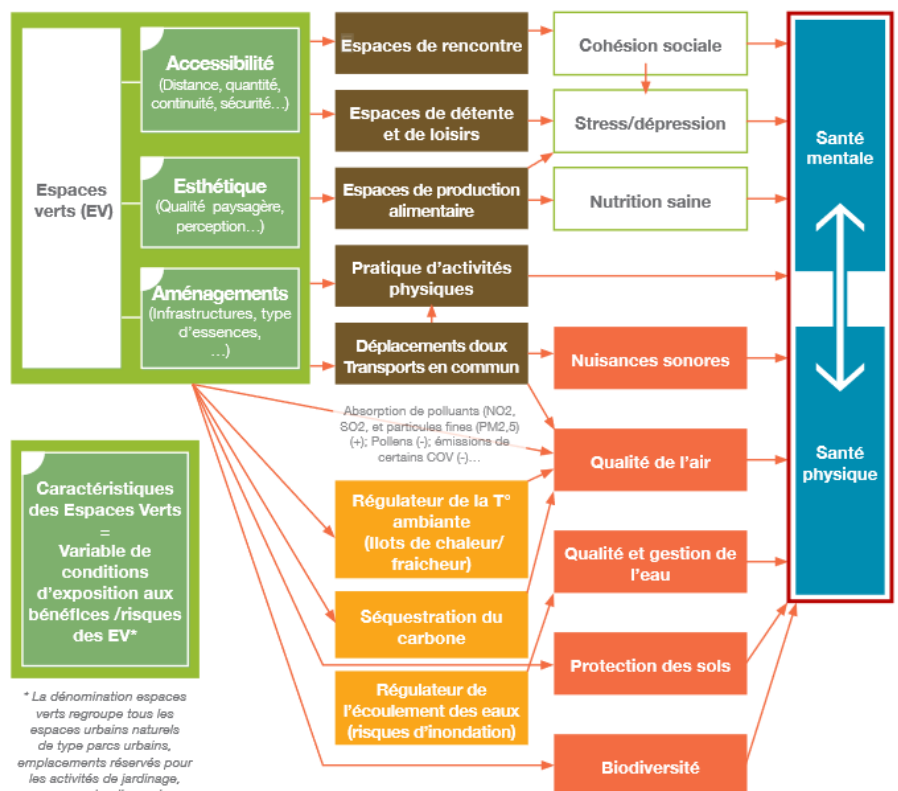 Espaces
verts (EV)
Accessibilité
(Distance, quantité,
continuité, sécurité...)
Esthétique
(Qualité paysagère,
perception...)
Aménagements
(Infrastructures, type
d'essences,
...)
Espaces de rencontre
Espaces de détente
et de loisirs
Espaces de production
alimentaire
Pratique d'activités
physiques
Déplacements doux
Transports en commun
Absorption de polluants (NO2,
SO2, et particules fines (PM2,5)
(+); Pollens (-); émissions de
certains COV (-)...
Régulateur de la T°
ambiante
(Ilots de chaleur/
fraicheur)
Séquestration du
carbone
Régulateur de
l'écoulement des eaux
(risques d'inondation)
Cohésion sociale
Stress/dépression
Nutrition saine
Nuisances sonores
Qualité de l'air
Qualité et gestion de
l'eau
Protection des sols
Biodiversité
Santé
mentale
Santé
physique
Caractéristiques
des Espaces Verts
=
Variable de
conditions
d'exposition aux
bénéfices /risques
des EV*
* La dénomination espaces
verts regroupe tous les
espaces urbains naturels
de type parcs urbains,
emplacements réservés pour
les activités de jardinage,